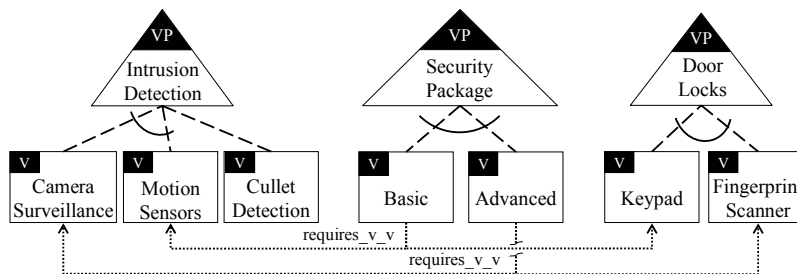 VP
Intrusion
Detection
VP
Security
Package
VP
Door
Locks
V
Camera
Surveillance
V
Motion
Sensors
V
Cullet
Detection
V
Basic
V
Advanced
V
Keypad
V
Fingerprin
Scanner
requires_v_v
requires_v_v